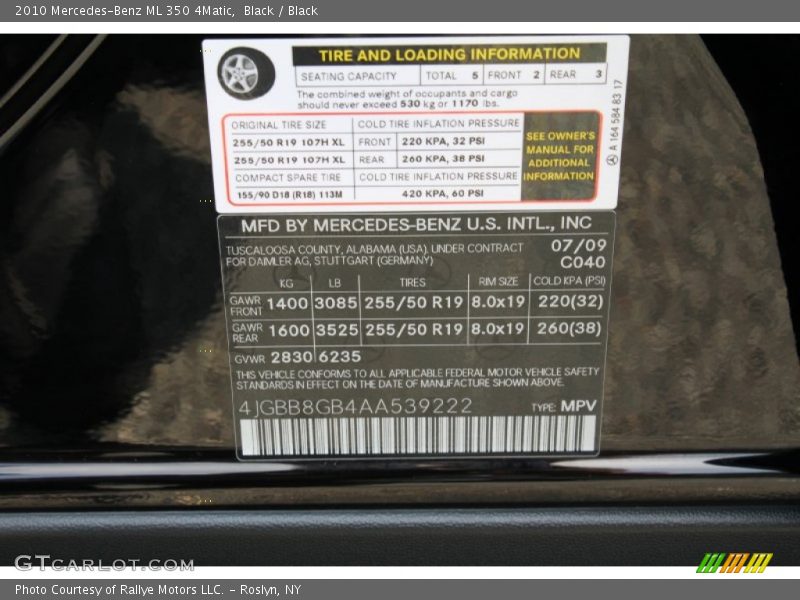 2010 Mercedes-Benz ML 350 4Matic, Black / Black
TIRE AND LOADING INFORMATION
SEATING CAPACITY TOTAL 5 FRONT 2 REAR 3
The combined weight of occupants and cargo
should never exceed 530 kg or 1170 lbs.
ORIGINAL TIRE SIZE COLD TIRE INFLATION PRESSURE
255/50 R19 107H XL FRONT 220 KPA, 32 PSI
255/50 R19 107H XL REAR 260 KPA, 38 PSI
COMPACT SPARE TIRE COLD TIRE INFLATION PRESSURE
155/90 D18 (R18) 113M 420 KPA, 60 PSI
SEE OWNER'S
MANUAL FOR
ADDITIONAL
INFORMATION
A 164 584 83 17
MFD BY MERCEDES-BENZ U.S. INTL., INC
TUSCALOOSA COUNTY, ALABAMA (USA) UNDER CONTRACT
FOR DAIMLER AG, STUTTGART (GERMANY)
07/09
C040
KG LB TIRES RIM SIZE COLD KPA (PSI)
GAWR
FRONT
1400 3085 255/50 R19 8.0x19 220(32)
GAWR
REAR
1600 3525 255/50 R19 8.0x19 260(38)
GVWR 2830 6235
THIS VEHICLE CONFORMS TO ALL APPLICABLE FEDERAL MOTOR VEHICLE SAFETY
STANDARDS IN EFFECT ON THE DATE OF MANUFACTURE SHOWN ABOVE.
4JGBB8GB4AA539222 TYPE: MPV
GTCARLOT.COM
Photo Courtesy of Rallye Motors LLC. - Roslyn, NY